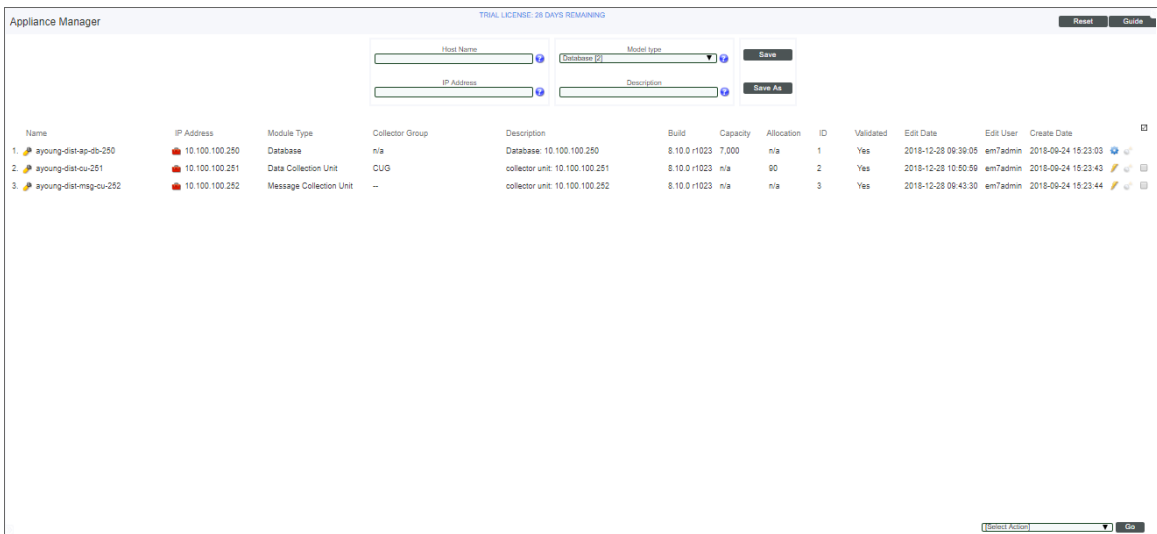 Appliance Manager
TRIAL LICENSE: 26 DAYS REMAINING
Reset
Guide
Host Name
Model type
Database [2]
Save
IP Address
Description
Save As
Name IP Address Module Type Collector Group Description Build Capacity Allocation ID Validated Edit Date Edit User Create Date
1. ayoung-dist-ap-db-250 10.100.100.250 Database n/a Database: 10.100.100.250 8.10.0 r1023 7,000 n/a 1 Yes 2018-12-28 09:39:05 em7admin 2018-09-24 15:23:03
2. ayoung-dist-cu-251 10.100.100.251 Data Collection Unit CUG collector unit: 10.100.100.251 8.10.0 r1023 n/a 90 2 Yes 2018-12-28 10:50:59 em7admin 2018-09-24 15:23:43
3. ayoung-dist-msg-cu-252 10.100.100.252 Message Collection Unit -- collector unit: 10.100.100.252 8.10.0 r1023 n/a n/a 3 Yes 2018-12-28 09:43:30 em7admin 2018-09-24 15:23:44
[Select Action]
Go